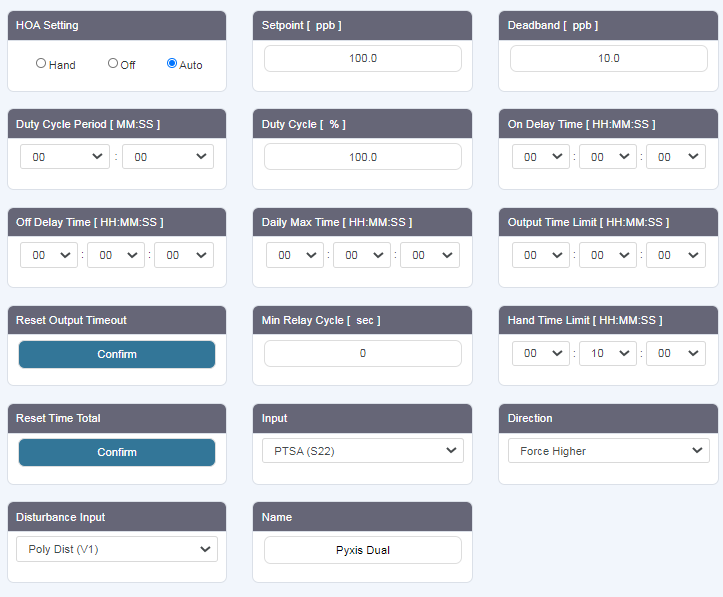 HOA Setting
Setpoint [ ppb ]
Deadband [ ppb ]
Hand Off Auto
100.0
10.0
Duty Cycle Period [ MM:SS ]
Duty Cycle [ % ]
On Delay Time [ HH:MM:SS ]
00 : 00
100.0
00 : 00 : 00
Off Delay Time [ HH:MM:SS ]
Daily Max Time [ HH:MM:SS ]
Output Time Limit [ HH:MM:SS ]
00 : 00 : 00
00 : 00 : 00
00 : 00 : 00
Reset Output Timeout
Min Relay Cycle [ sec ]
Hand Time Limit [ HH:MM:SS ]
Confirm
0
00 : 10 : 00
Reset Time Total
Input
Direction
Confirm
PTSA (S22)
Force Higher
Disturbance Input
Name
Poly Dist (V1)
Pyxis Dual